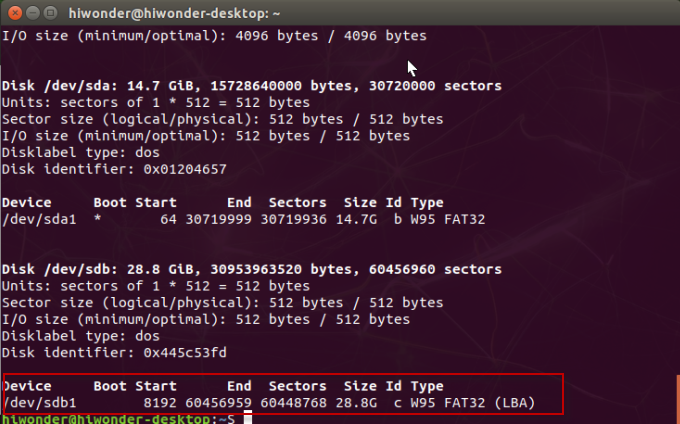 hiwonder@hiwonder-desktop: ~
I/O size (minimum/optimal): 4096 bytes / 4096 bytes
Disk /dev/sda: 14.7 GiB, 15728640000 bytes, 30720000 sectors
Units: sectors of 1 * 512 = 512 bytes
Sector size (logical/physical): 512 bytes / 512 bytes
I/O size (minimum/optimal): 512 bytes / 512 bytes
Disklabel type: dos
Disk identifier: 0x01204657
Device     Boot Start      End  Sectors  Size Id Type
/dev/sda1  *       64 30719999 30719936 14.7G  b W95 FAT32
Disk /dev/sdb: 28.8 GiB, 30953963520 bytes, 60456960 sectors
Units: sectors of 1 * 512 = 512 bytes
Sector size (logical/physical): 512 bytes / 512 bytes
I/O size (minimum/optimal): 512 bytes / 512 bytes
Disklabel type: dos
Disk identifier: 0x445c53fd
Device     Boot Start      End  Sectors  Size Id Type
/dev/sdb1        8192 60456959 60448768 28.8G  c W95 FAT32 (LBA)
hiwonder@hiwonder-desktop:~$